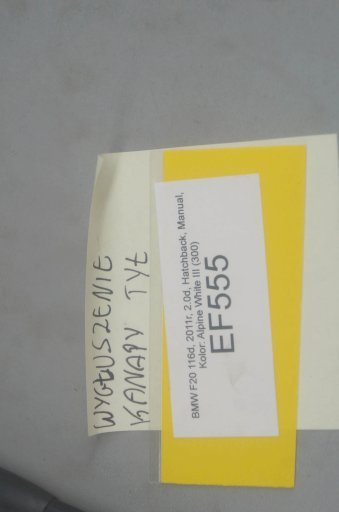 WYGŁUSZENIE
KANAPY TYŁ
BMW F20 116d, 2011r, 2.0d, Hatchback, Manual,
Kolor: Alpine White III (300)
EF555